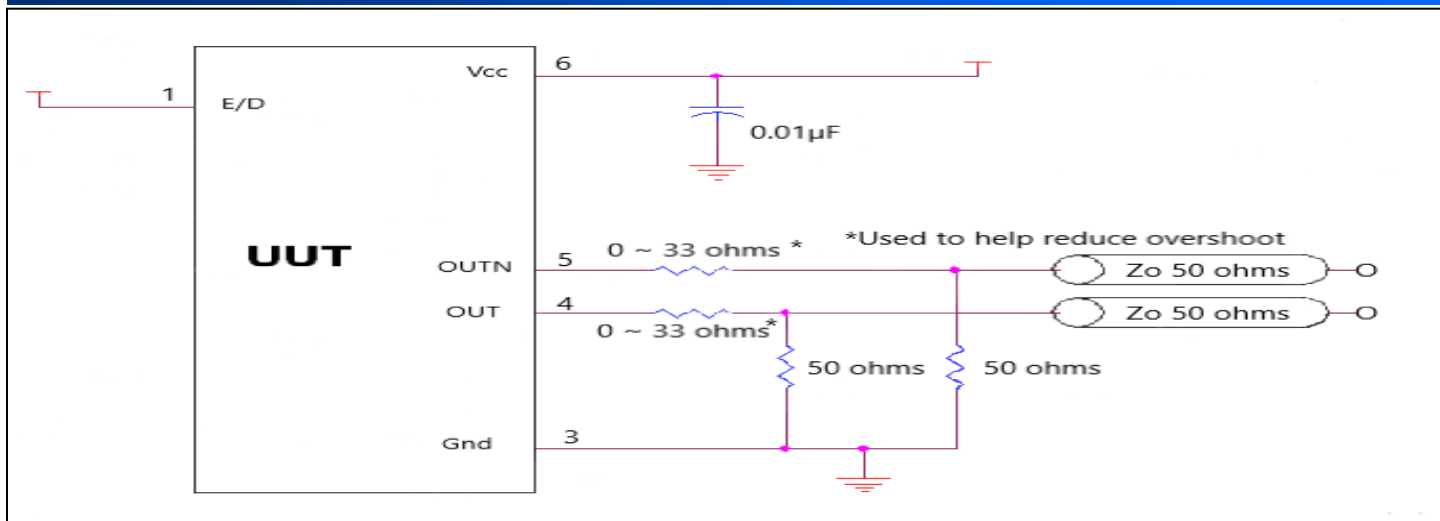 Vcc
6
1
E/D
0.01µF
UUT
*Used to help reduce overshoot
0 ~ 33 ohms *
OUTN
5
Zo 50 ohms
OUT
4
Zo 50 ohms
0 ~ 33 ohms*
50 ohms
50 ohms
Gnd
3